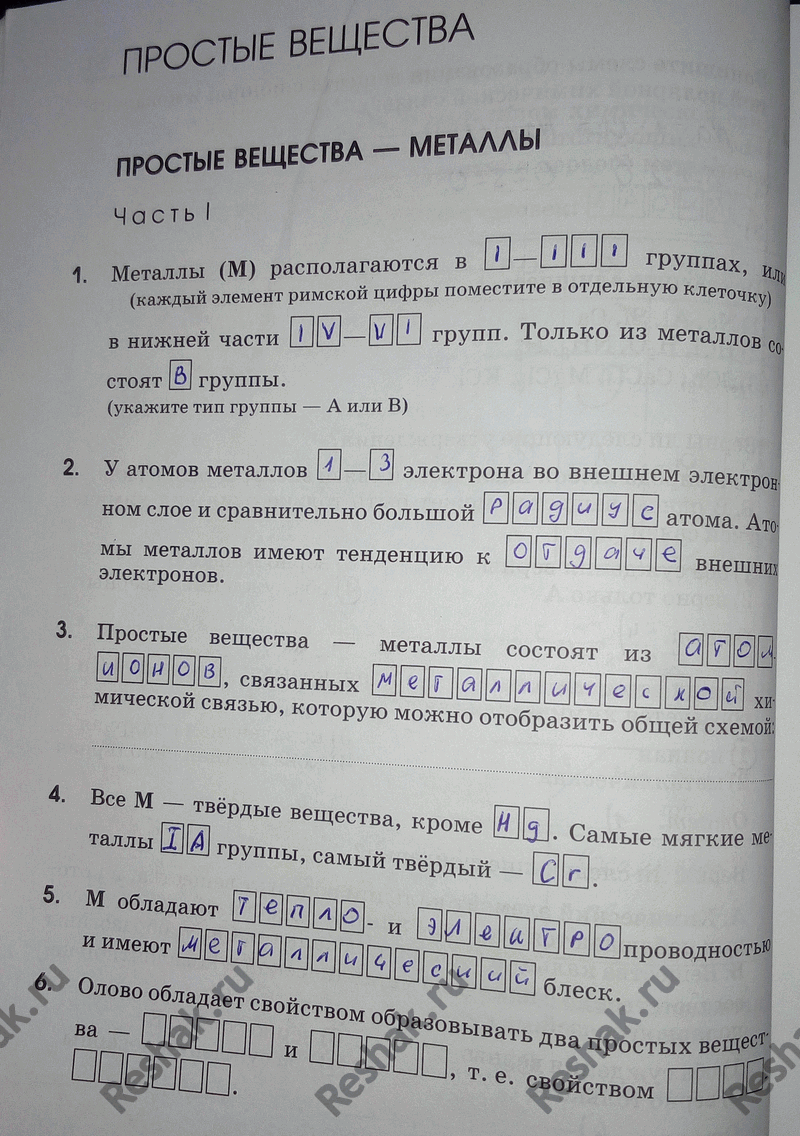 ПРОСТЫЕ ВЕЩЕСТВА
ПРОСТЫЕ ВЕЩЕСТВА — МЕТАЛЛЫ
Часть I
1. Металлы (М) располагаются в I — I I I группах, или
(каждый элемент римской цифры поместите в отдельную клеточку)
в нижней части I V — V I групп. Только из металлов со-
стоят В группы.
(укажите тип группы — А или В)
2. У атомов металлов 1 — 3 электрона во внешнем электрон-
ном слое и сравнительно большой радиус атома. Ато-
мы металлов имеют тенденцию к отдаче внешних
электронов.
3. Простые вещества — металлы состоят из атом
ионов, связанных металлической хи-
мической связью, которую можно отобразить общей схемой:
4. Все М — твёрдые вещества, кроме Hg. Самые мягкие ме-
таллы IA группы, самый твёрдый — Cr.
5. М обладают тепло- и электро проводностью
и имеют металлический блеск.
6. Олово обладает свойством образовывать два простых вещест-
ва — и , т. е. свойством
.
Reshak.ru
Reshak.ru
Reshak.ru
Reshak.ru